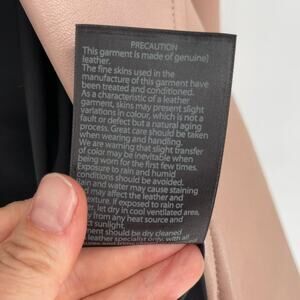 PRECAUTION
This garment is made of genuine
leather.
The fine skins used in the
manufacture of this garment have
been treated and conditioned.
As a characteristic of a leather
garment, skins may present slight
variations in colour, which is not a
fault or defect but a natural aging
process. Great care should be taken
when wearing and handling.
We are warning that slight transfer
of color may be inevitable when
being worn for the first few times.
Exposure to rain and humid
conditions should be avoided.
Rain and water may cause staining
may affect the leather and
texture. If exposed to rain or
let dry in cool ventilated area,
from any heat source and
sunlight.
should be dry cleaned
leather specialist only, with all